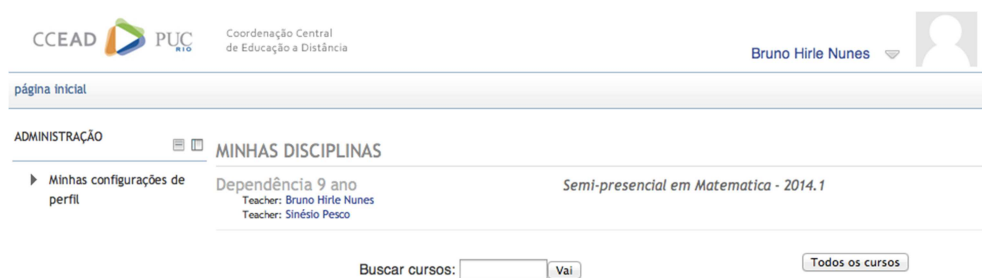 CCEAD PUC RIO
Coordenação Central
de Educação a Distância
Bruno Hirle Nunes
página inicial
ADMINISTRAÇÃO
Minhas configurações de
perfil
MINHAS DISCIPLINAS
Dependência 9 ano
Semi-presencial em Matematica - 2014.1
Teacher: Bruno Hirle Nunes
Teacher: Sinésio Pesco
Buscar cursos: Vai
Todos os cursos